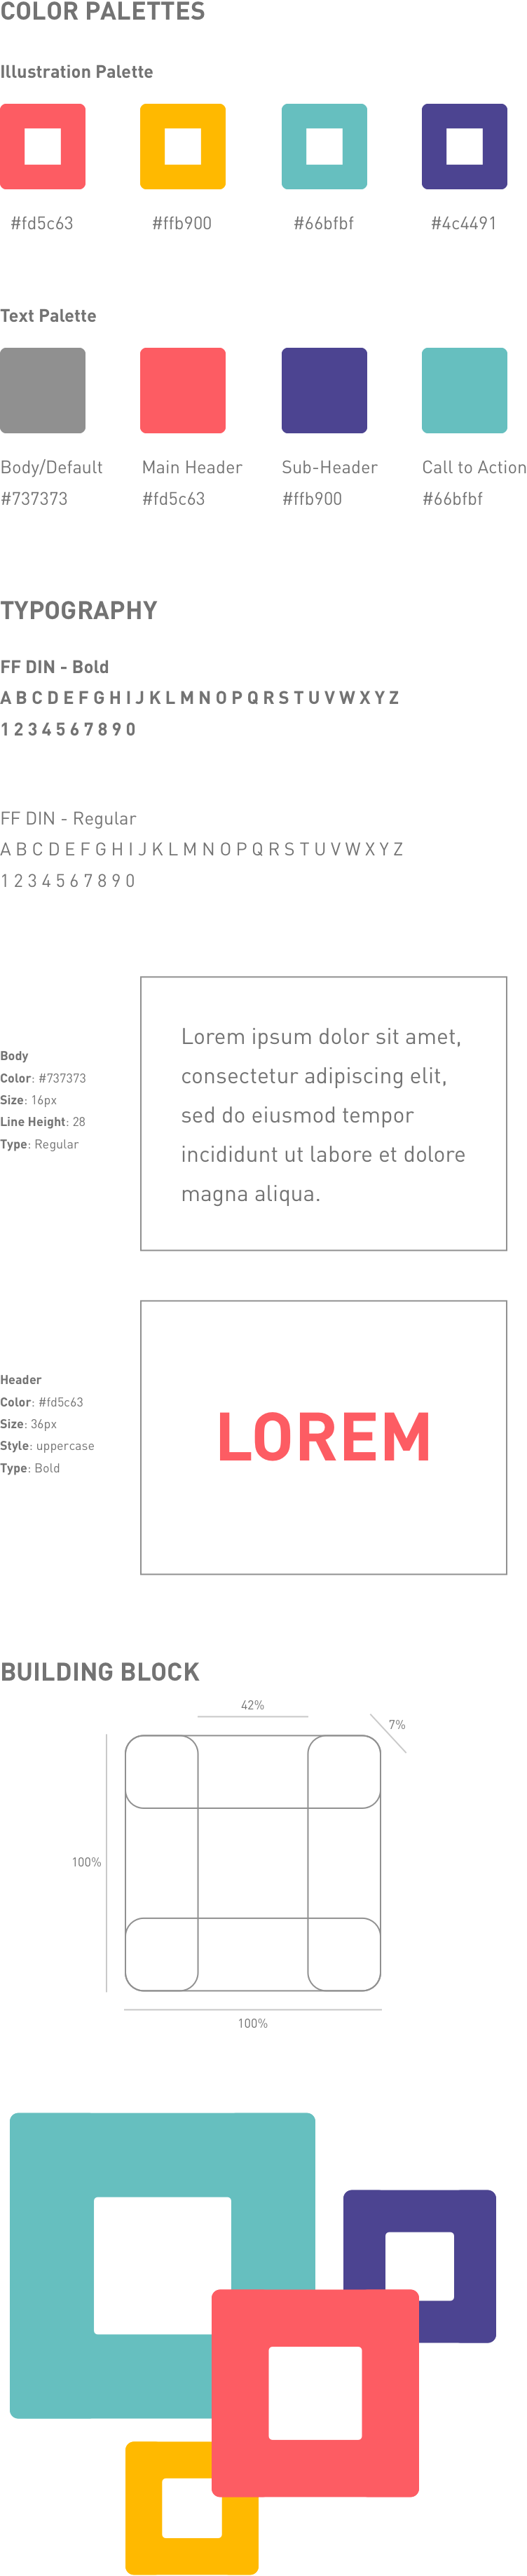 COLOR PALETTES
Illustration Palette
#fd5c63 #ffb900 #66bfbf #4c4491
Text Palette
Body/Default Main Header Sub-Header Call to Action
#737373 #fd5c63 #ffb900 #66bfbf
TYPOGRAPHY
FF DIN - Bold
A B C D E F G H I J K L M N O P Q R S T U V W X Y Z
1 2 3 4 5 6 7 8 9 0
FF DIN - Regular
A B C D E F G H I J K L M N O P Q R S T U V W X Y Z
1 2 3 4 5 6 7 8 9 0
Body
Color: #737373
Size: 16px
Line Height: 28
Type: Regular
Lorem ipsum dolor sit amet,
consectetur adipiscing elit,
sed do eiusmod tempor
incididunt ut labore et dolore
magna aliqua.
Header
Color: #fd5c63
Size: 36px
Style: uppercase
Type: Bold
LOREM
BUILDING BLOCK
42%
7%
100%
100%